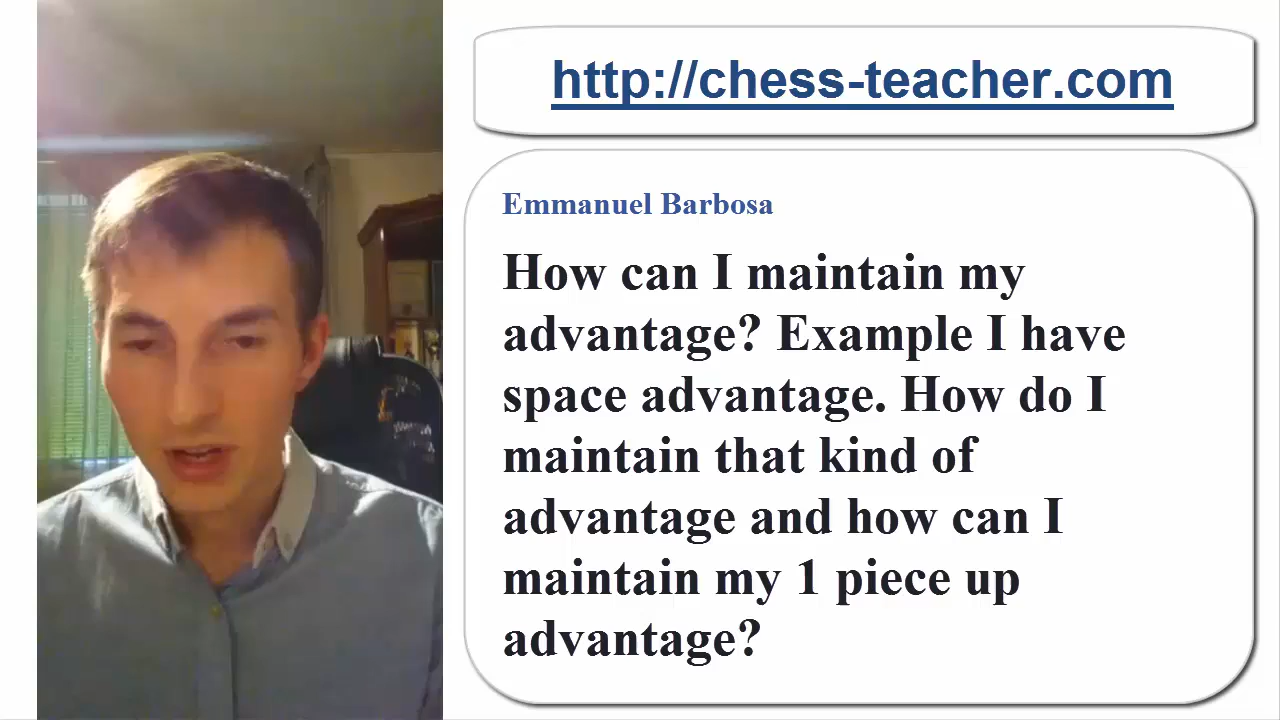 http://chess-teacher.com
Emmanuel Barbosa
How can I maintain my
advantage? Example I have
space advantage. How do I
maintain that kind of
advantage and how can I
maintain my 1 piece up
advantage?